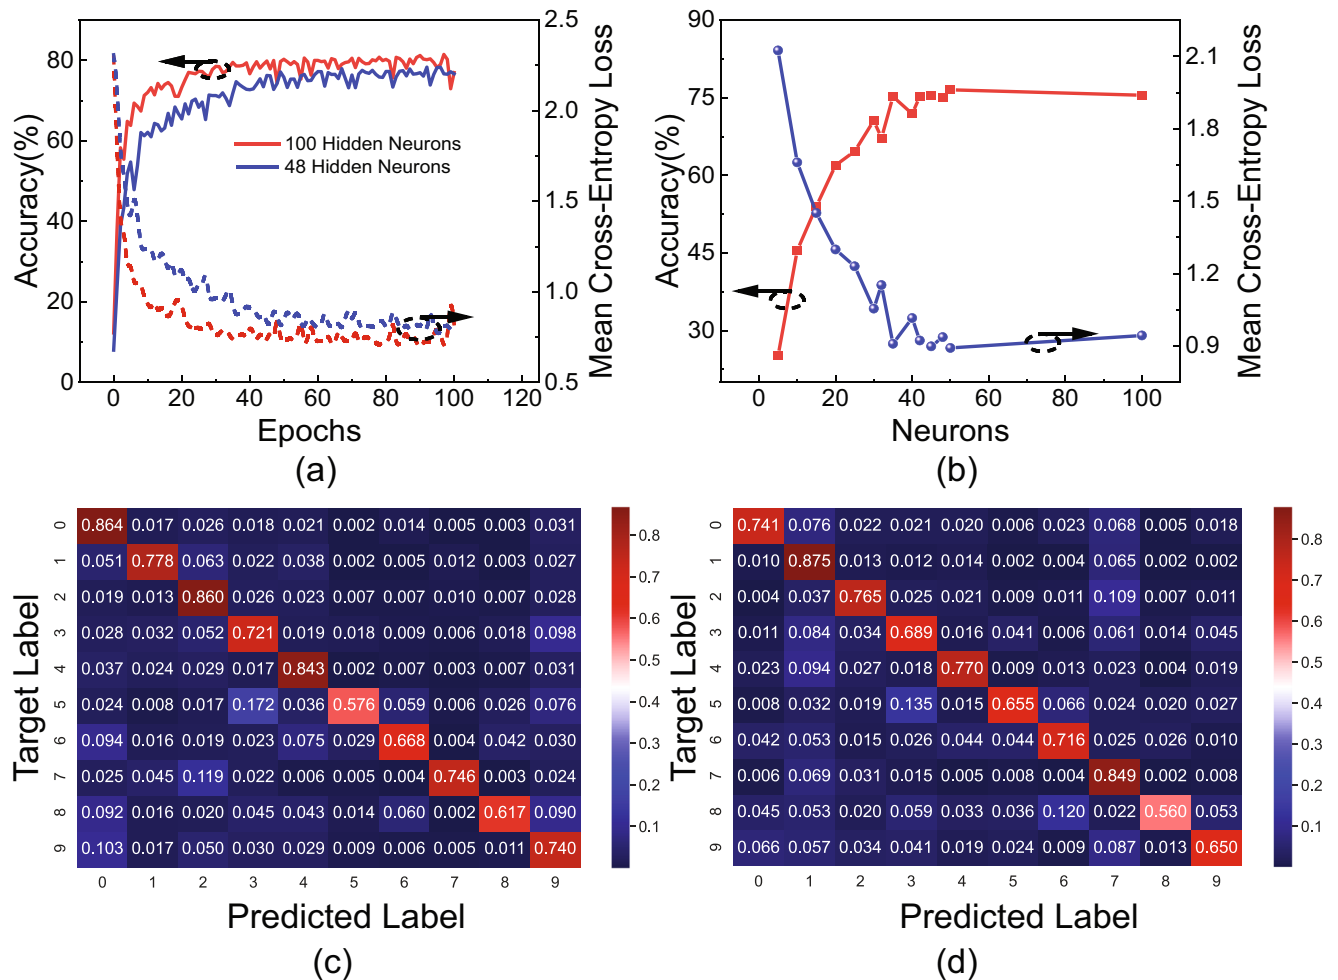 80
60
40
20
0
Accuracy(%)
100 Hidden Neurons
48 Hidden Neurons
2.5
2.0
1.5
1.0
0.5
Mean Cross-Entropy Loss
0 20 40 60 80 100 120
Epochs
(a)
90
75
60
45
30
Accuracy(%)
2.1
1.8
1.5
1.2
0.9
Mean Cross-Entropy Loss
0 20 40 60 80 100
Neurons
(b)
Target Label
0 0.864 0.017 0.026 0.018 0.021 0.002 0.014 0.005 0.003 0.031
1 0.051 0.778 0.063 0.022 0.038 0.002 0.005 0.012 0.003 0.027
2 0.019 0.013 0.860 0.026 0.023 0.007 0.007 0.010 0.007 0.028
3 0.028 0.032 0.052 0.721 0.019 0.018 0.009 0.006 0.018 0.098
4 0.037 0.024 0.029 0.017 0.843 0.002 0.007 0.003 0.007 0.031
5 0.024 0.008 0.017 0.172 0.036 0.576 0.059 0.006 0.026 0.076
6 0.094 0.016 0.019 0.023 0.075 0.029 0.668 0.004 0.042 0.030
7 0.025 0.045 0.119 0.022 0.006 0.005 0.004 0.746 0.003 0.024
8 0.092 0.016 0.020 0.045 0.043 0.014 0.060 0.002 0.617 0.090
9 0.103 0.017 0.050 0.030 0.029 0.009 0.006 0.005 0.011 0.740
0 1 2 3 4 5 6 7 8 9
Predicted Label
0.8
0.7
0.6
0.5
0.4
0.3
0.2
0.1
(c)
Target Label
0 0.741 0.076 0.022 0.021 0.020 0.006 0.023 0.068 0.005 0.018
1 0.010 0.875 0.013 0.012 0.014 0.002 0.004 0.065 0.002 0.002
2 0.004 0.037 0.765 0.025 0.021 0.009 0.011 0.109 0.007 0.011
3 0.011 0.084 0.034 0.689 0.016 0.041 0.006 0.061 0.014 0.045
4 0.023 0.094 0.027 0.018 0.770 0.009 0.013 0.023 0.004 0.019
5 0.008 0.032 0.019 0.135 0.015 0.655 0.066 0.024 0.020 0.027
6 0.042 0.053 0.015 0.026 0.044 0.044 0.716 0.025 0.026 0.010
7 0.006 0.069 0.031 0.015 0.005 0.008 0.004 0.849 0.002 0.008
8 0.045 0.053 0.020 0.059 0.033 0.036 0.120 0.022 0.560 0.053
9 0.066 0.057 0.034 0.041 0.019 0.024 0.009 0.087 0.013 0.650
0 1 2 3 4 5 6 7 8 9
Predicted Label
0.8
0.7
0.6
0.5
0.4
0.3
0.2
0.1
(d)